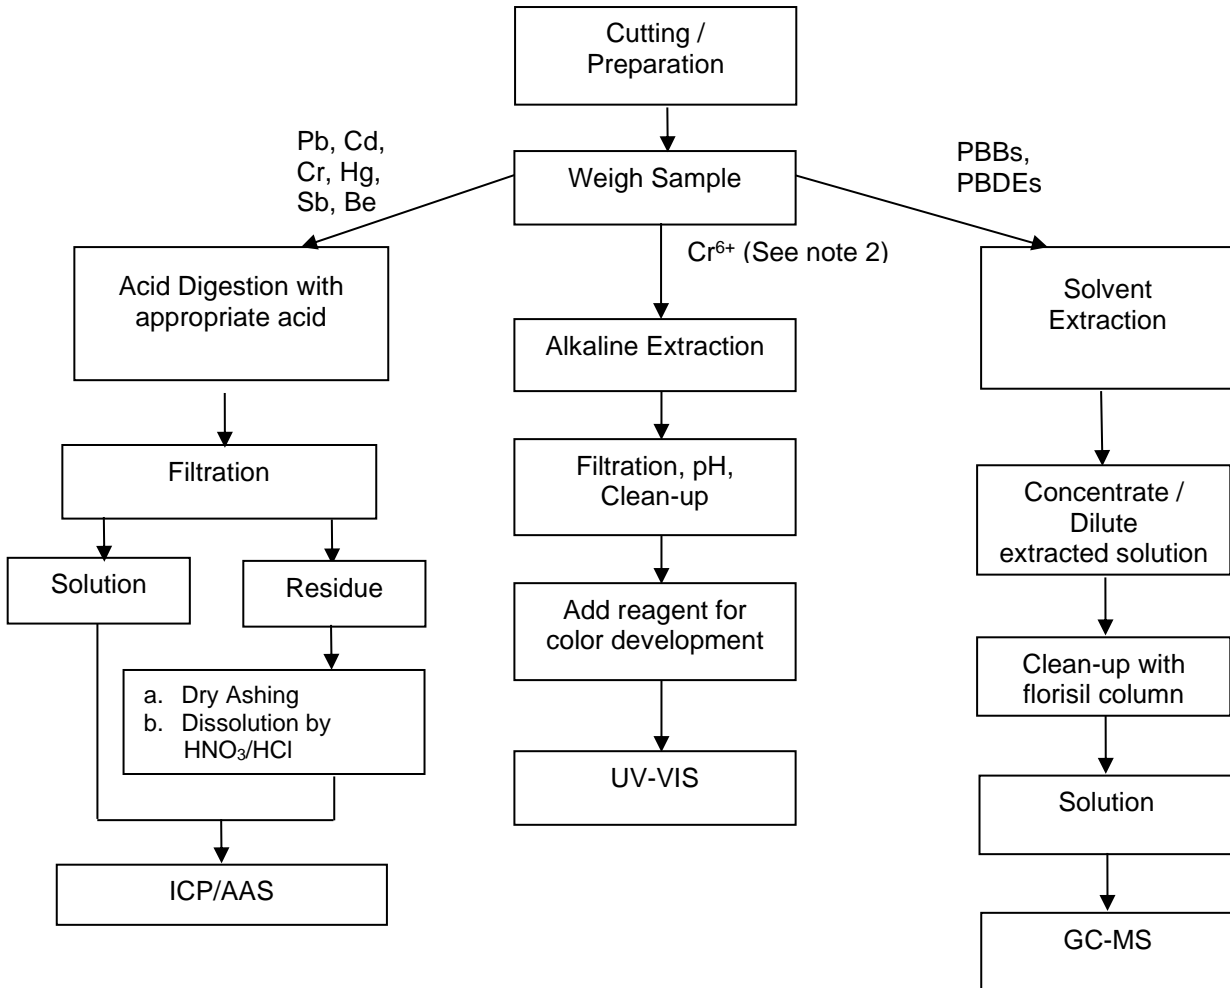 Cutting /
Preparation
Pb, Cd,
Cr, Hg,
Sb, Be
Weigh Sample
PBBs,
PBDEs
Cr⁶⁺ (See note 2)
Acid Digestion with
appropriate acid
Alkaline Extraction
Solvent
Extraction
Filtration
Filtration, pH,
Clean-up
Concentrate /
Dilute
extracted solution
Solution
Residue
Add reagent for
color development
a. Dry Ashing
b. Dissolution by
HNO₃/HCl
Clean-up with
florisil column
UV-VIS
Solution
ICP/AAS
GC-MS